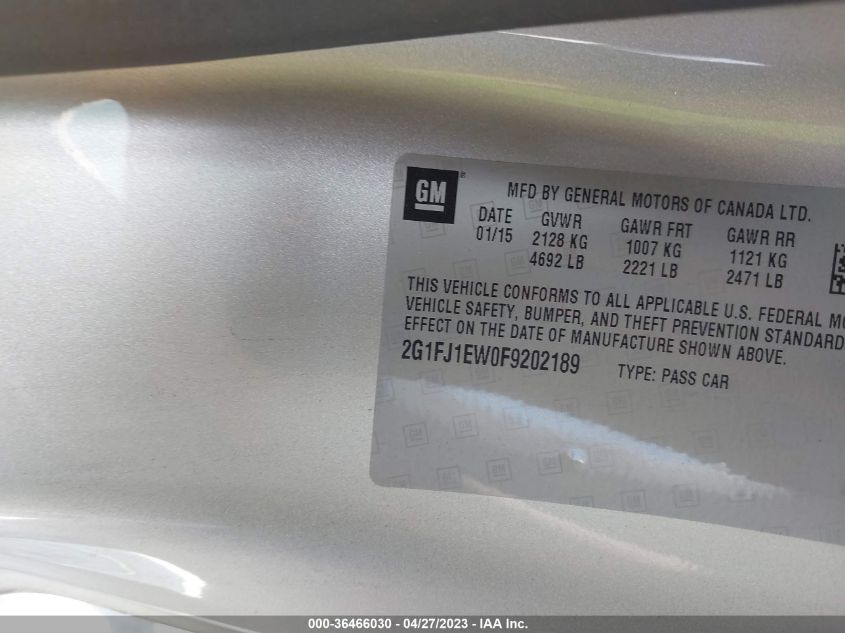 GM ®
MFD BY GENERAL MOTORS OF CANADA LTD.
DATE GVWR GAWR FRT GAWR RR
01/15 2128 KG 1007 KG 1121 KG
4692 LB 2221 LB 2471 LB
THIS VEHICLE CONFORMS TO ALL APPLICABLE U.S. FEDERAL MO
VEHICLE SAFETY, BUMPER, AND THEFT PREVENTION STANDARD
EFFECT ON THE DATE OF MANUFACTURE SHOWN ABOVE.
2G1FJ1EW0F9202189 TYPE: PASS CAR
000-36466030 - 04/27/2023 - IAA Inc.